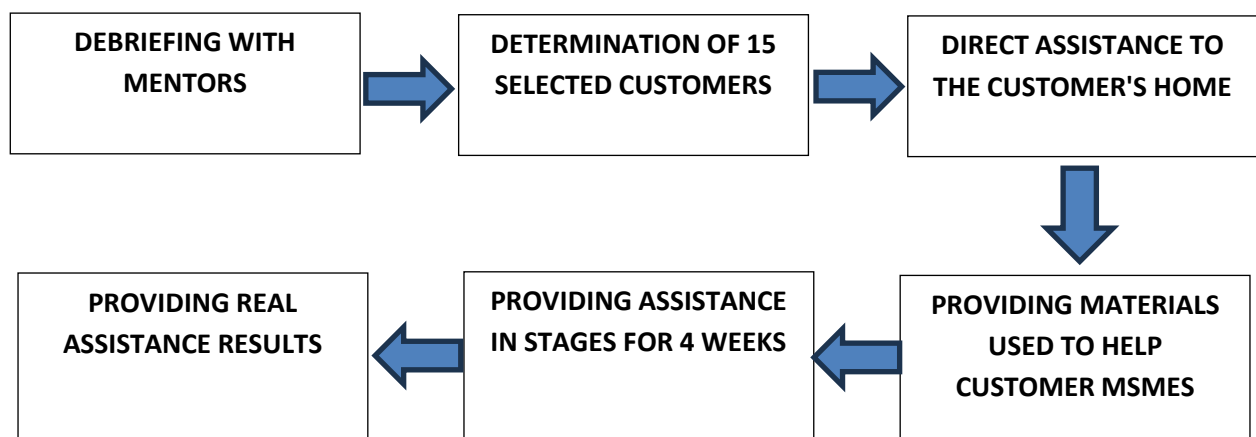 DEBRIEFING WITH
MENTORS
DETERMINATION OF 15
SELECTED CUSTOMERS
DIRECT ASSISTANCE TO
THE CUSTOMER'S HOME
PROVIDING MATERIALS
USED TO HELP
CUSTOMER MSMES
PROVIDING ASSISTANCE
IN STAGES FOR 4 WEEKS
PROVIDING REAL
ASSISTANCE RESULTS